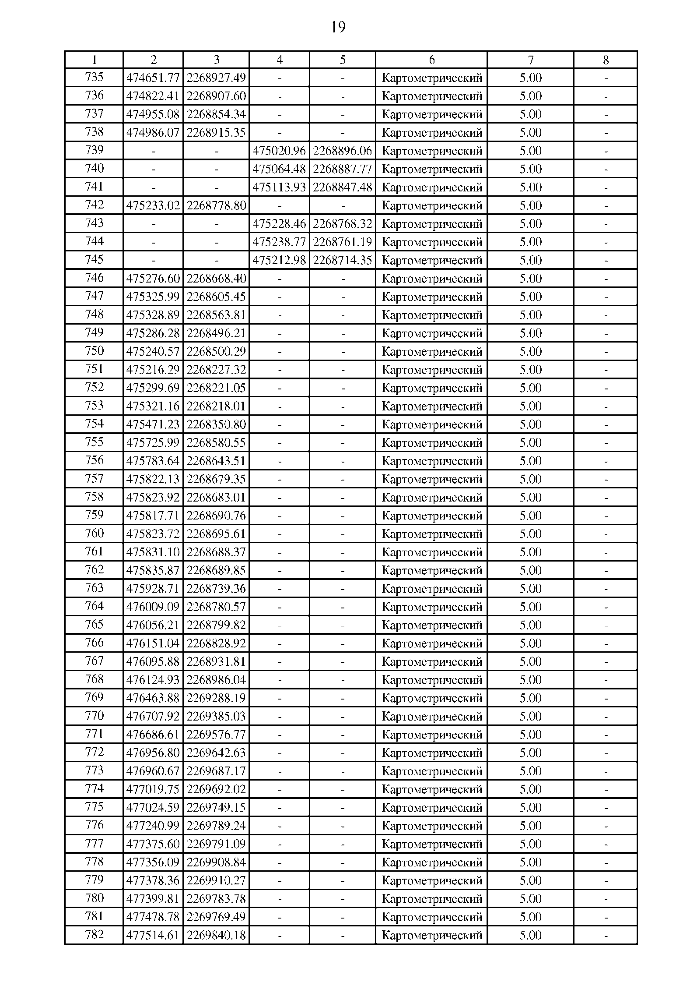 19
1 2 3 4 5 6 7 8
735 474651.77 2268927.49 - - Картометрический 5.00 -
736 474822.41 2268907.60 - - Картометрический 5.00 -
737 474955.08 2268854.34 - - Картометрический 5.00 -
738 474986.07 2268915.35 - - Картометрический 5.00 -
739 - - 475020.96 2268896.06 Картометрический 5.00 -
740 - - 475064.48 2268887.77 Картометрический 5.00 -
741 - - 475113.93 2268847.48 Картометрический 5.00 -
742 475233.02 2268778.80 - - Картометрический 5.00 -
743 - - 475228.46 2268768.32 Картометрический 5.00 -
744 - - 475238.77 2268761.19 Картометрический 5.00 -
745 - - 475212.98 2268714.35 Картометрический 5.00 -
746 475276.60 2268668.40 - - Картометрический 5.00 -
747 475325.99 2268605.45 - - Картометрический 5.00 -
748 475328.89 2268563.81 - - Картометрический 5.00 -
749 475286.28 2268496.21 - - Картометрический 5.00 -
750 475240.57 2268500.29 - - Картометрический 5.00 -
751 475216.29 2268227.32 - - Картометрический 5.00 -
752 475299.69 2268221.05 - - Картометрический 5.00 -
753 475321.16 2268218.01 - - Картометрический 5.00 -
754 475471.23 2268350.80 - - Картометрический 5.00 -
755 475725.99 2268580.55 - - Картометрический 5.00 -
756 475783.64 2268643.51 - - Картометрический 5.00 -
757 475822.13 2268679.35 - - Картометрический 5.00 -
758 475823.92 2268683.01 - - Картометрический 5.00 -
759 475817.71 2268690.76 - - Картометрический 5.00 -
760 475823.72 2268695.61 - - Картометрический 5.00 -
761 475831.10 2268688.37 - - Картометрический 5.00 -
762 475835.87 2268689.85 - - Картометрический 5.00 -
763 475928.71 2268739.36 - - Картометрический 5.00 -
764 476009.09 2268780.57 - - Картометрический 5.00 -
765 476056.21 2268799.82 - - Картометрический 5.00 -
766 476151.04 2268828.92 - - Картометрический 5.00 -
767 476095.88 2268931.81 - - Картометрический 5.00 -
768 476124.93 2268986.04 - - Картометрический 5.00 -
769 476463.88 2269288.19 - - Картометрический 5.00 -
770 476707.92 2269385.03 - - Картометрический 5.00 -
771 476686.61 2269576.77 - - Картометрический 5.00 -
772 476956.80 2269642.63 - - Картометрический 5.00 -
773 476960.67 2269687.17 - - Картометрический 5.00 -
774 477019.75 2269692.02 - - Картометрический 5.00 -
775 477024.59 2269749.15 - - Картометрический 5.00 -
776 477240.99 2269789.24 - - Картометрический 5.00 -
777 477375.60 2269791.09 - - Картометрический 5.00 -
778 477356.09 2269908.84 - - Картометрический 5.00 -
779 477378.36 2269910.27 - - Картометрический 5.00 -
780 477399.81 2269783.78 - - Картометрический 5.00 -
781 477478.78 2269769.49 - - Картометрический 5.00 -
782 477514.61 2269840.18 - - Картометрический 5.00 -